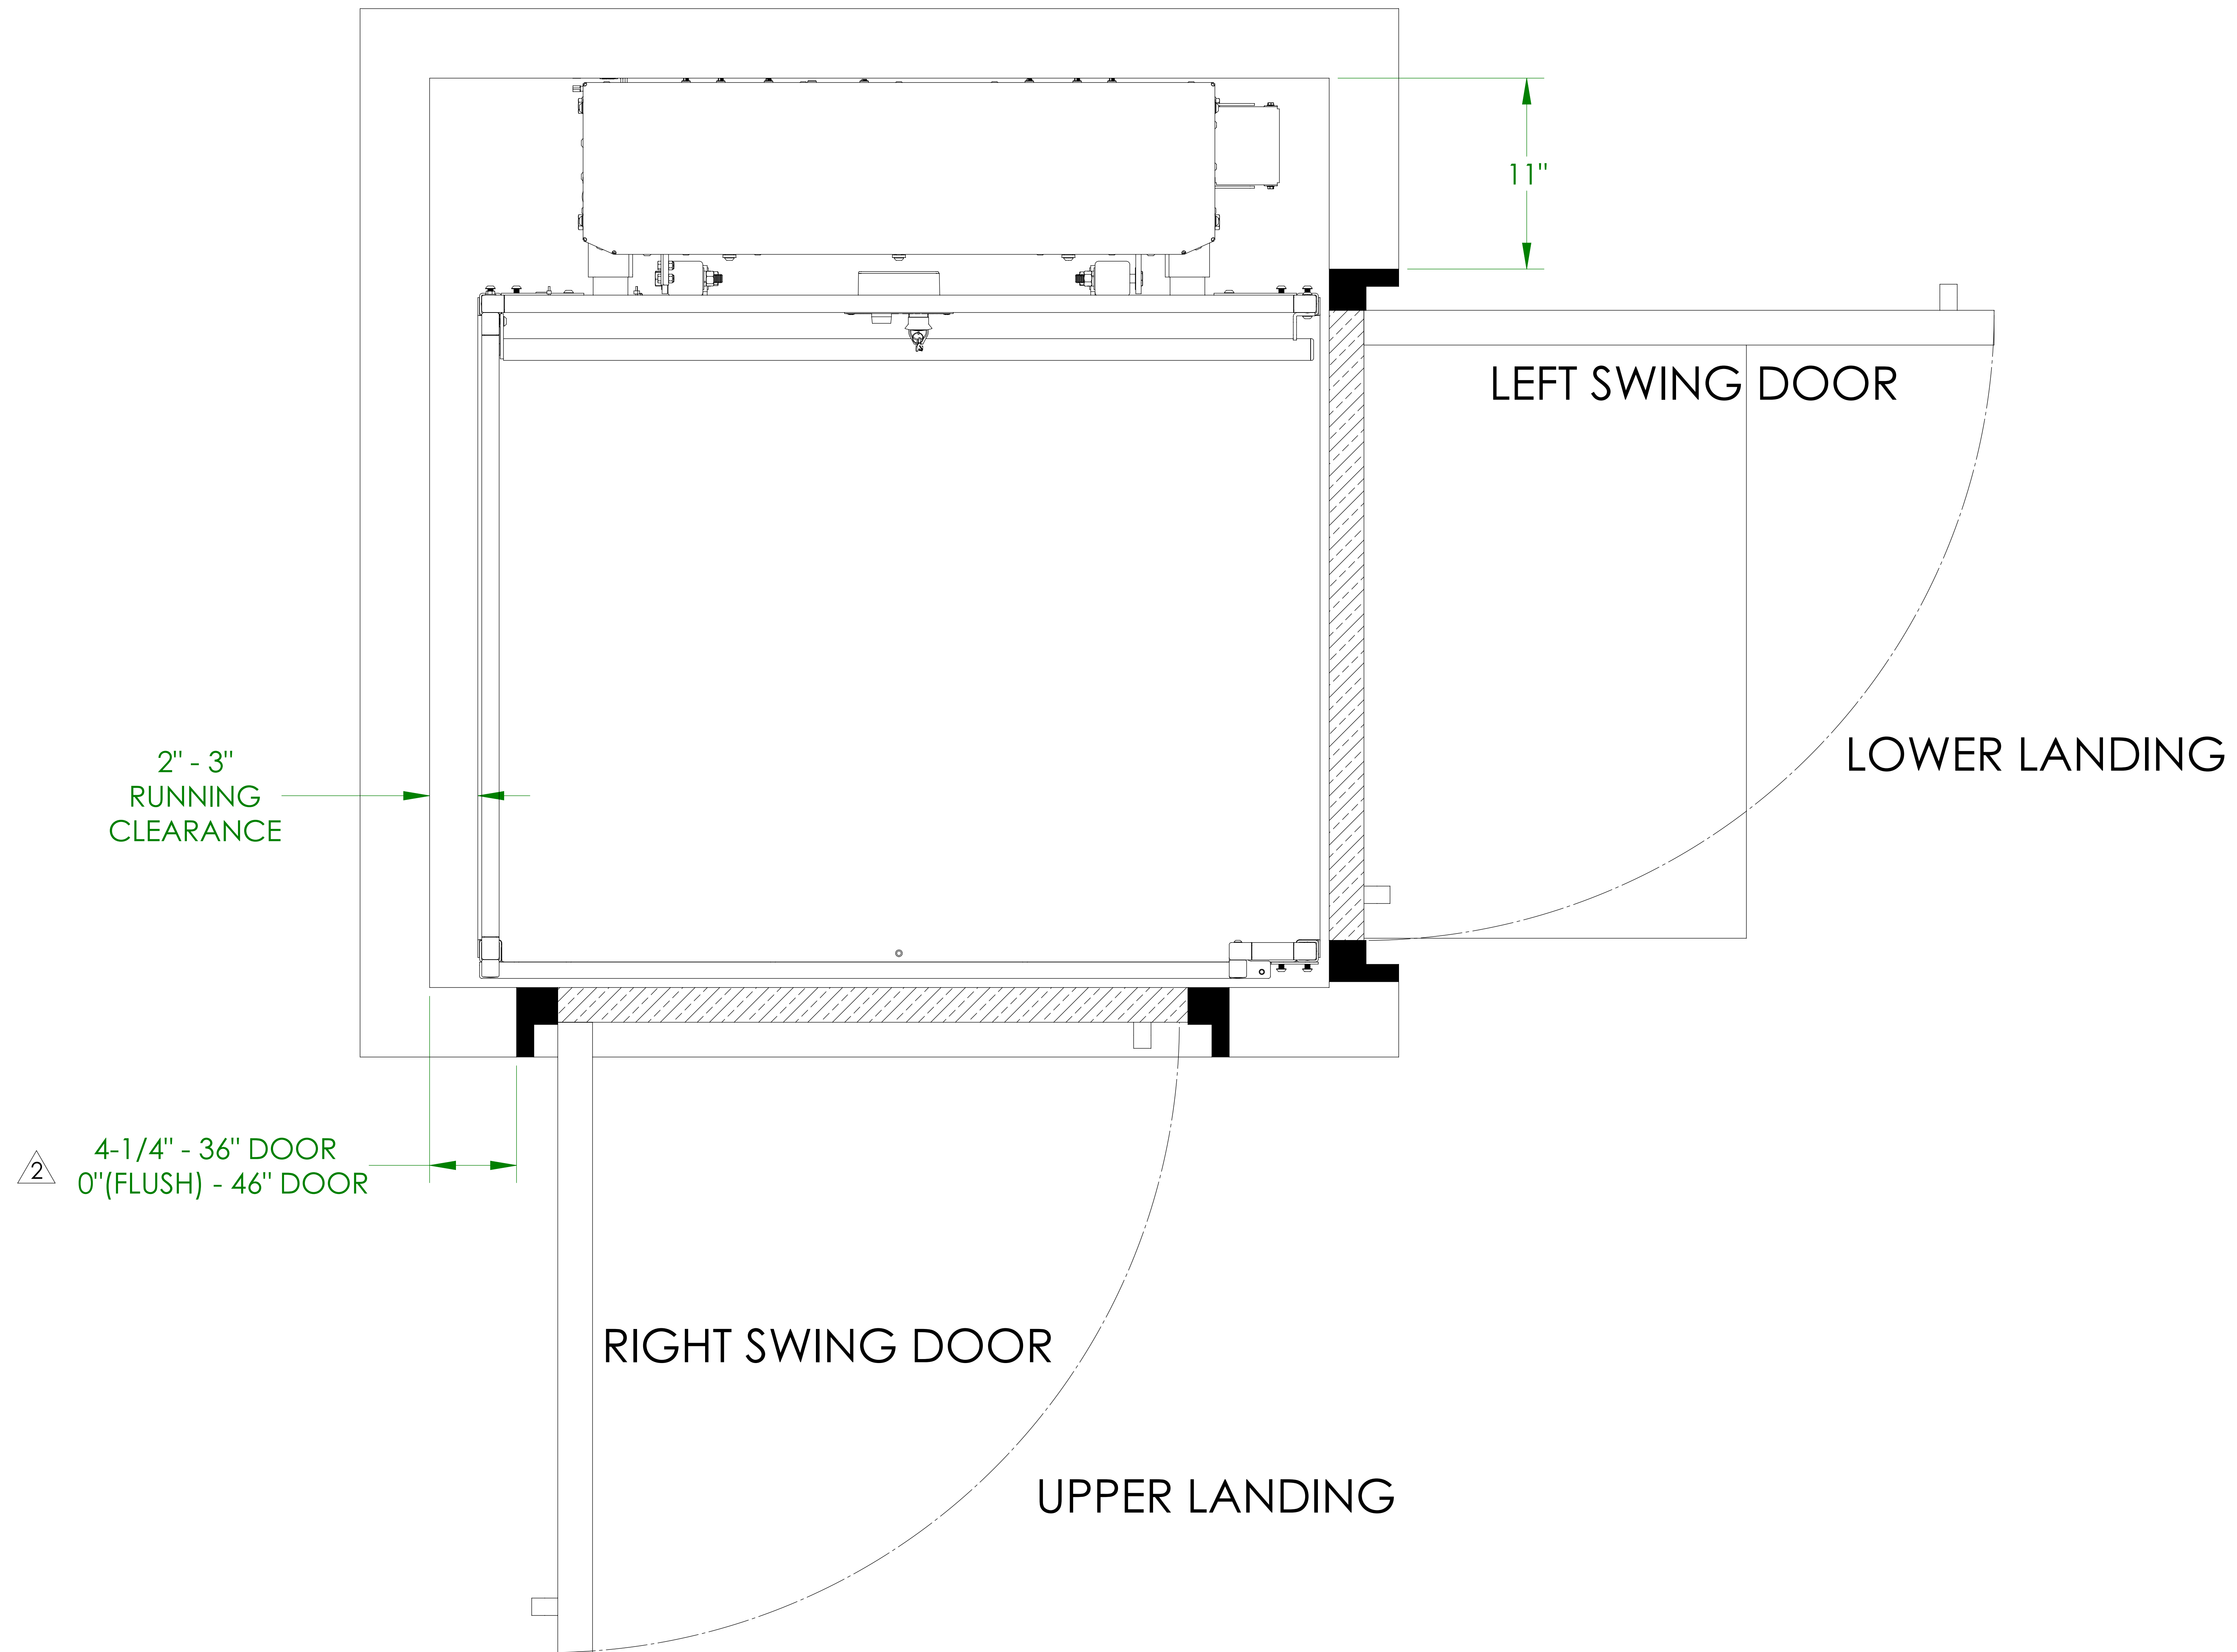 11"
LEFT SWING DOOR
LOWER LANDING
2" - 3"
RUNNING
CLEARANCE
2
4-1/4" - 36" DOOR
0"(FLUSH) - 46" DOOR
RIGHT SWING DOOR
UPPER LANDING